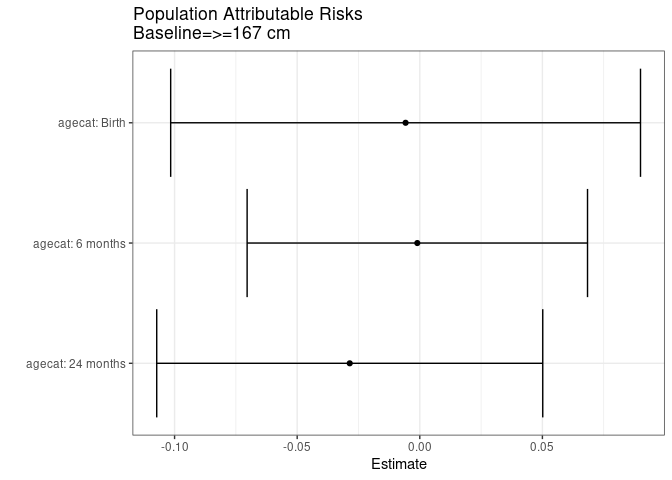 Population Attributable Risks
Baseline=>=167 cm
agecat: Birth
agecat: 6 months
agecat: 24 months
-0.10
-0.05
0.00
0.05
Estimate